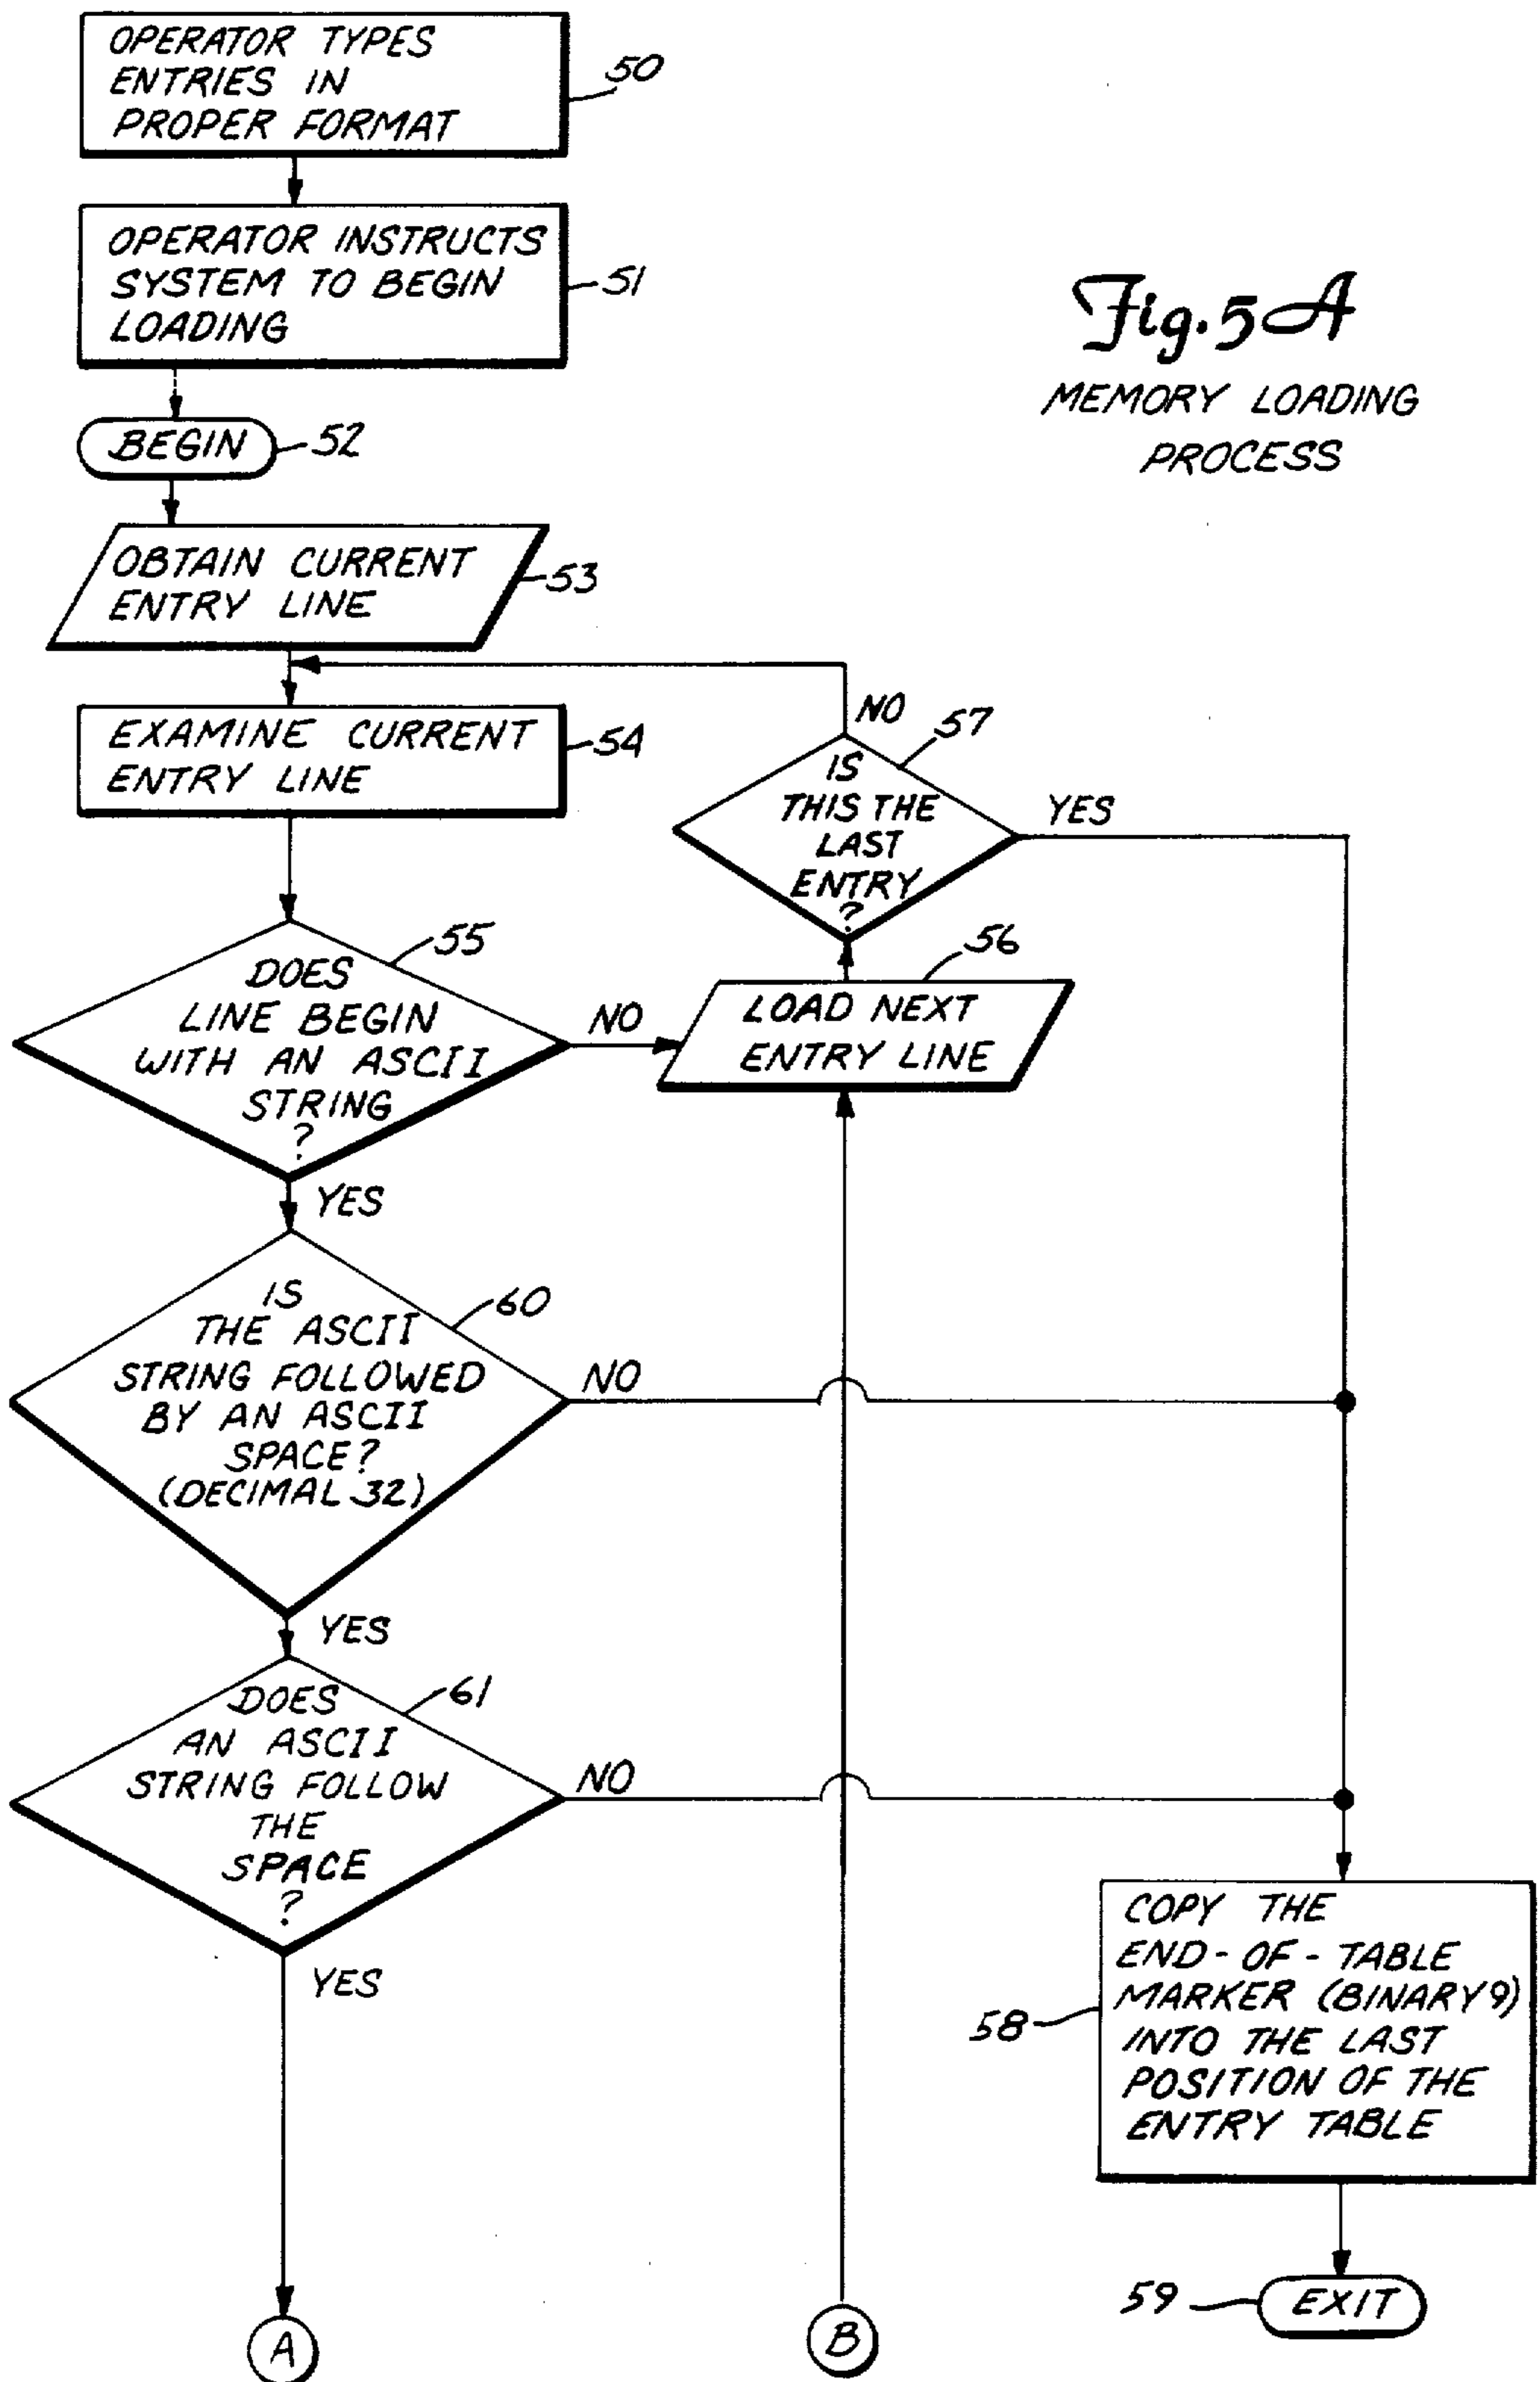 OPERATOR TYPES
ENTRIES IN
PROPER FORMAT
50
OPERATOR INSTRUCTS
SYSTEM TO BEGIN
LOADING
51
Fig. 5A
MEMORY LOADING
PROCESS
BEGIN
52
OBTAIN CURRENT
ENTRY LINE
53
EXAMINE CURRENT
ENTRY LINE
54
NO
57
IS
THIS THE
LAST
ENTRY
?
YES
55
DOES
LINE BEGIN
WITH AN ASCII
STRING
?
NO
56
LOAD NEXT
ENTRY LINE
YES
IS
THE ASCII
STRING FOLLOWED
BY AN ASCII
SPACE?
(DECIMAL 32)
60
NO
YES
DOES
AN ASCII
STRING FOLLOW
THE
SPACE
?
61
NO
YES
COPY THE
END-OF-TABLE
MARKER (BINARY 9)
INTO THE LAST
POSITION OF THE
ENTRY TABLE
58
59
EXIT
A
B